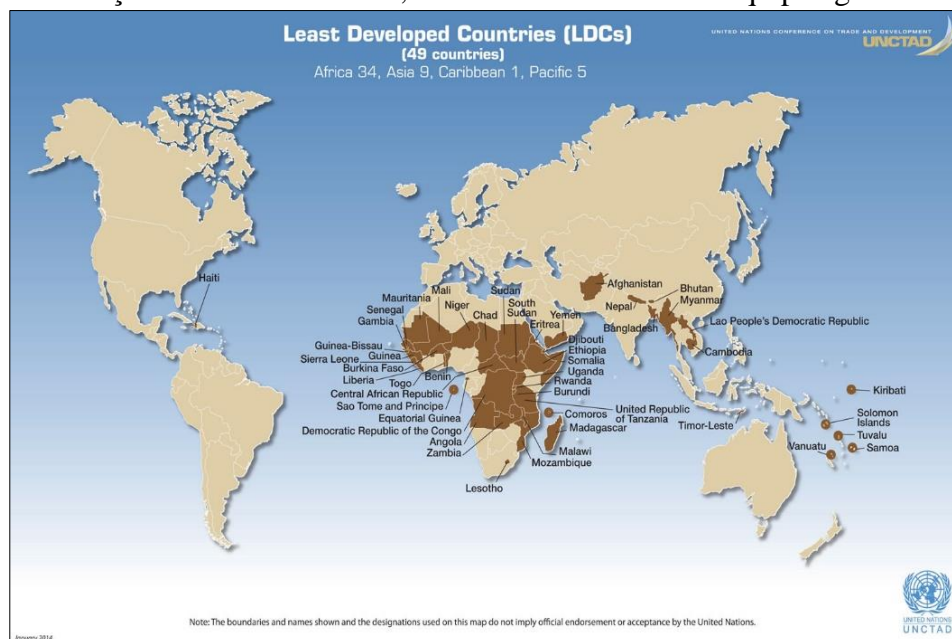 Least Developed Countries (LDCs)
(49 countries)
Africa 34, Asia 9, Caribbean 1, Pacific 5
UNITED NATIONS CONFERENCE ON TRADE AND DEVELOPMENT
UNCTAD
Haiti
Mauritania
Mali
Sudan
Senegal
Niger
South
Sudan
Gambia
Chad
Yemen
Eritrea
Afghanistan
Bhutan
Nepal
Myanmar
Bangladesh
Lao People's Democratic Republic
Cambodia
Guinea-Bissau
Guinea
Sierra Leone
Burkina Faso
Liberia
Togo
Benin
Central African Republic
Sao Tome and Principe
Equatorial Guinea
Democratic Republic of the Congo
Angola
Zambia
Lesotho
Djibouti
Ethiopia
Somalia
Uganda
Rwanda
Burundi
United Republic
of Tanzania
Comoros
Madagascar
Malawi
Mozambique
Timor-Leste
Kiribati
Solomon
Islands
Tuvalu
Vanuatu
Samoa
Note: The boundaries and names shown and the designations used on this map do not imply official endorsement or acceptance by the United Nations.
UNITED NATIONS
UNCTAD
January 2014